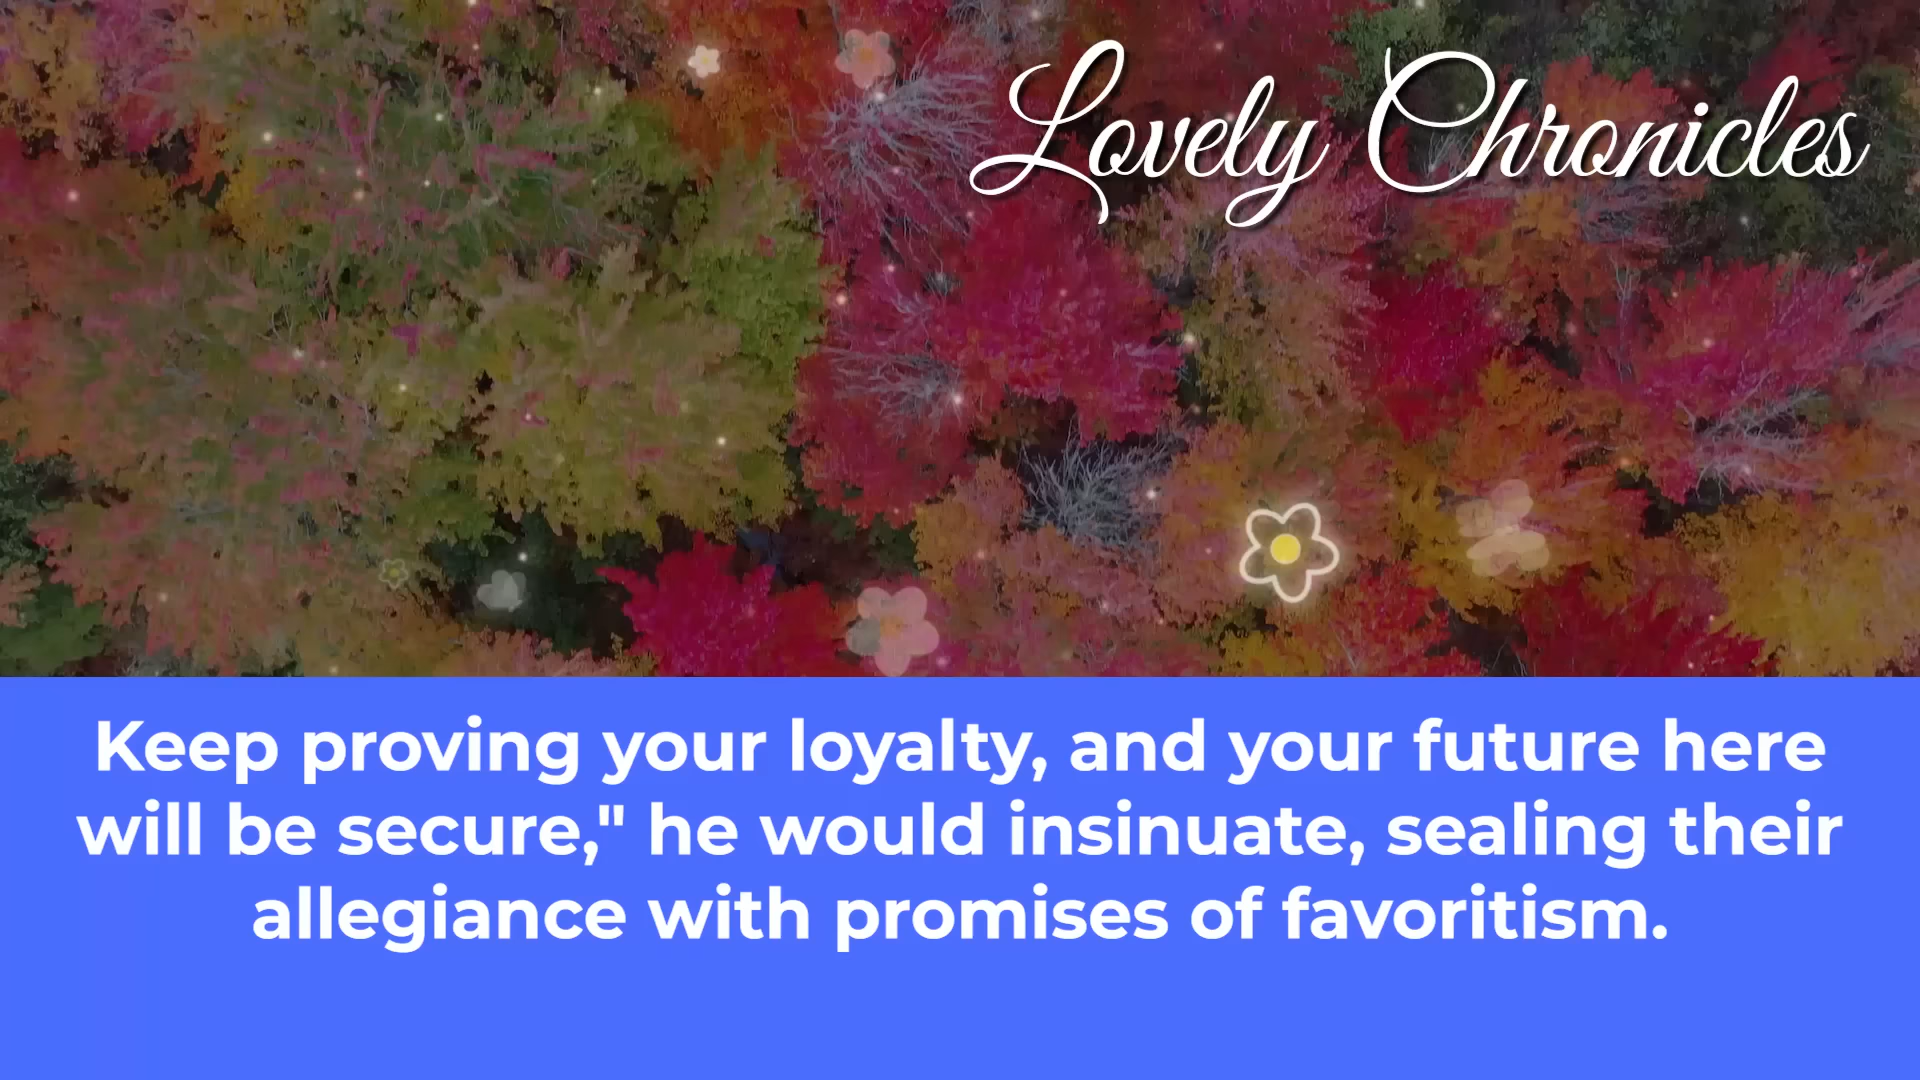 Lovely Chronicles
Keep proving your loyalty, and your future here
will be secure," he would insinuate, sealing their
allegiance with promises of favoritism.